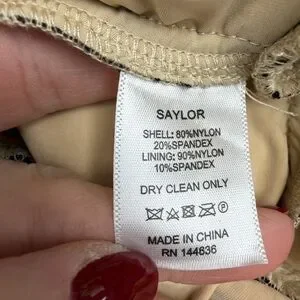 SAYLOR
SHELL: 80%NYLON
20%SPANDEX
LINING: 90%NYLON
10%SPANDEX
DRY CLEAN ONLY
MADE IN CHINA
RN 144636